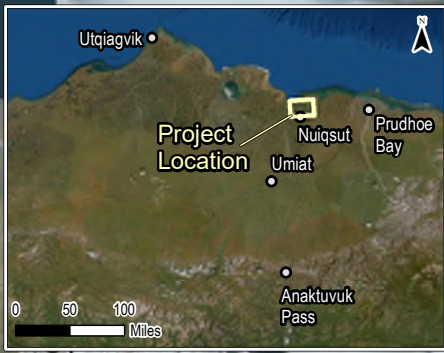 N
Utqiagvik
Project
Location
Nuiqsut
Prudhoe
Bay
Umiat
Anaktuvuk
Pass
0 50 100
Miles